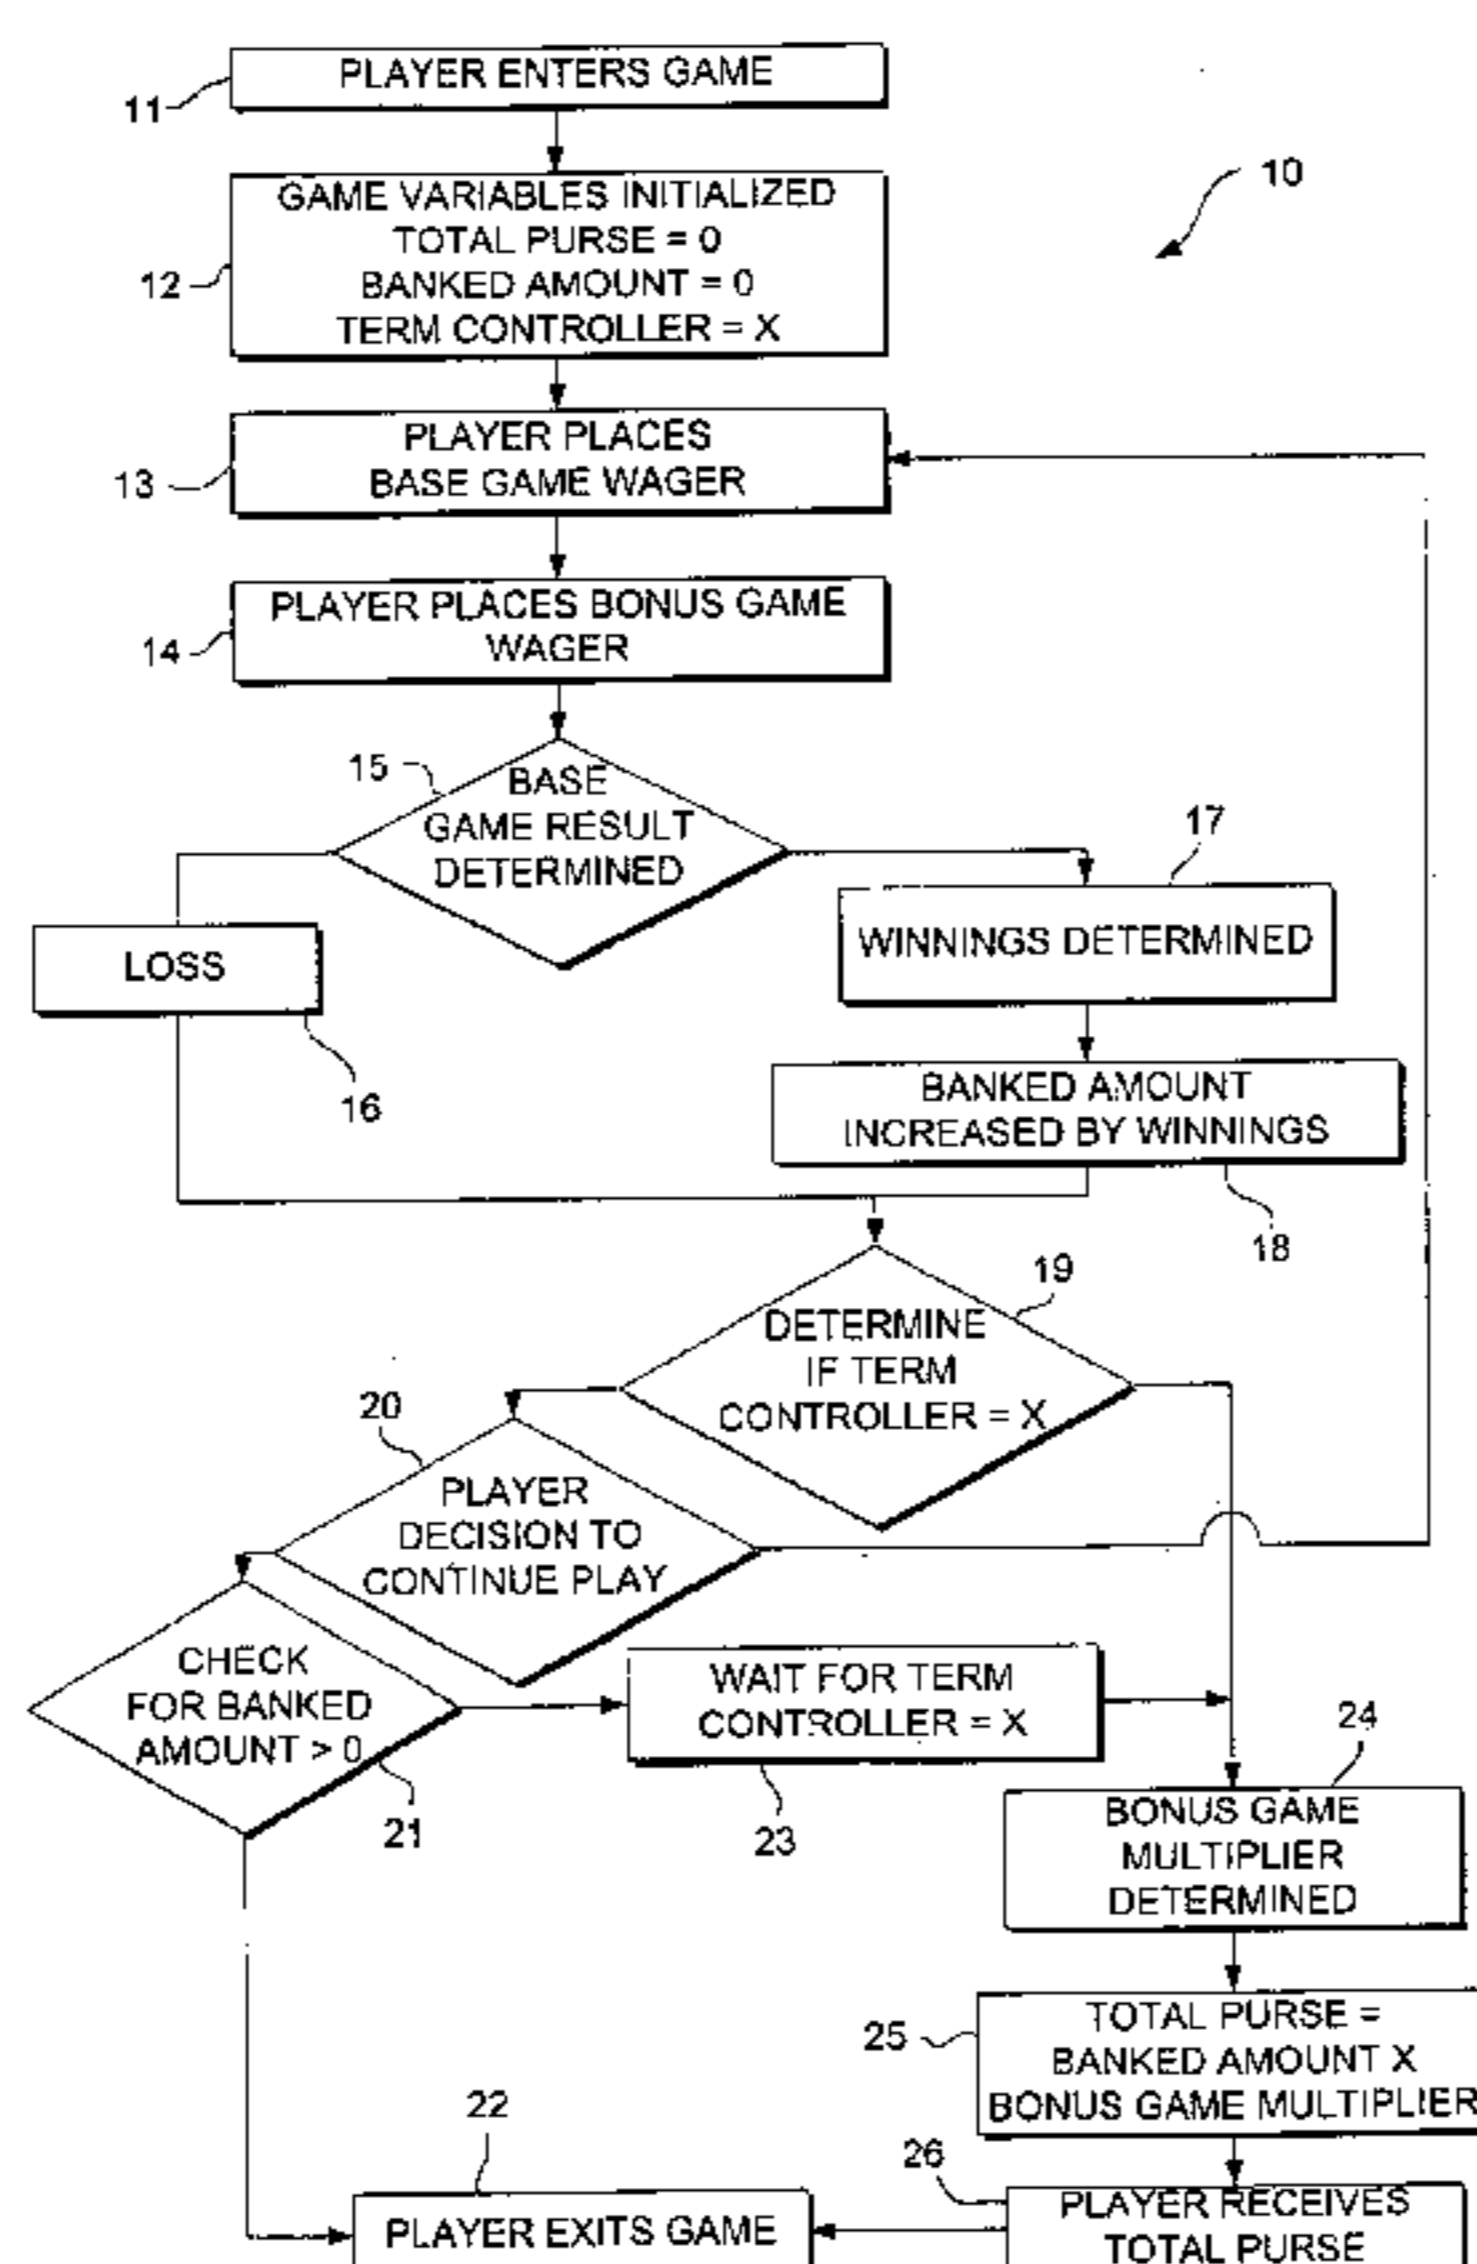 PLAYER ENTERS GAME
11
10
GAME VARIABLES INITIALIZED
TOTAL PURSE = 0
BANKED AMOUNT = 0
TERM CONTROLLER = X
12
PLAYER PLACES
BASE GAME WAGER
13
PLAYER PLACES BONUS GAME
WAGER
14
15
BASE
GAME RESULT
DETERMINED
17
WINNINGS DETERMINED
LOSS
16
BANKED AMOUNT
INCREASED BY WINNINGS
18
19
DETERMINE
IF TERM
CONTROLLER = X
20
PLAYER
DECISION TO
CONTINUE PLAY
CHECK
FOR BANKED
AMOUNT > 0
21
WAIT FOR TERM
CONTROLLER = X
23
24
BONUS GAME
MULTIPLIER
DETERMINED
25
TOTAL PURSE =
BANKED AMOUNT X
BONUS GAME MULTIPLIER
22
26
PLAYER EXITS GAME
PLAYER RECEIVES
TOTAL PURSE